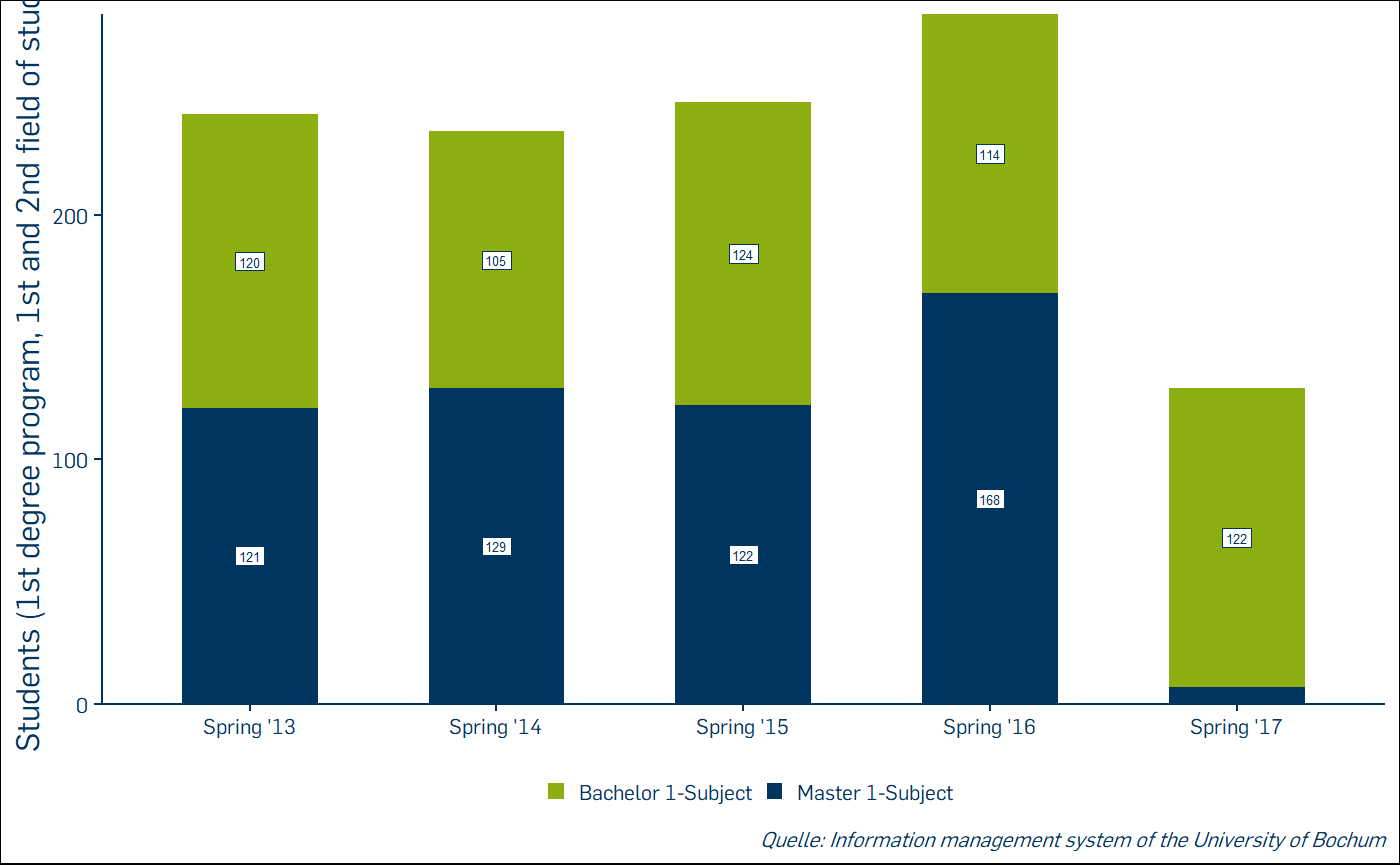 Students (1st degree program, 1st and 2nd field of stu
200
100
0
120
105
124
114
121
129
122
168
122
Spring '13
Spring '14
Spring '15
Spring '16
Spring '17
Bachelor 1-Subject
Master 1-Subject
Quelle: Information management system of the University of Bochum